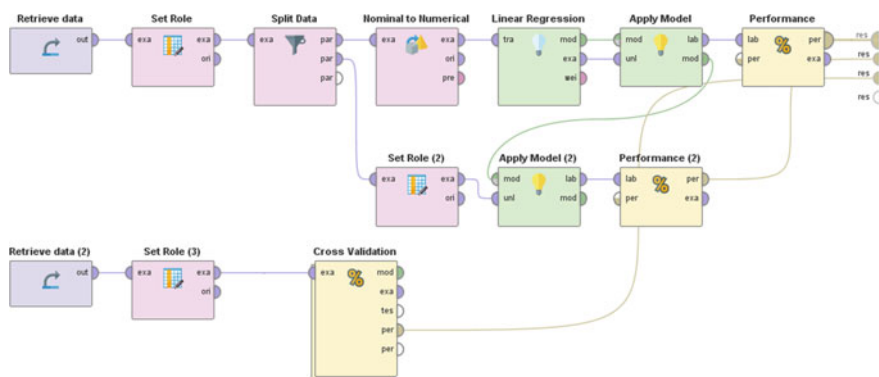 Retrieve data
out
Set Role
exa exa
ori
Split Data
exa par
par
par
Nominal to Numerical
exa exa
ori
pre
Linear Regression
tra mod
exa
wei
Apply Model
mod lab
unl mod
Performance
lab per
per exa
res
res
res
res
Set Role (2)
exa exa
ori
Apply Model (2)
mod lab
unl mod
Performance (2)
lab per
per exa
Retrieve data (2)
out
Set Role (3)
exa exa
ori
Cross Validation
exa mod
exa
tes
per
per